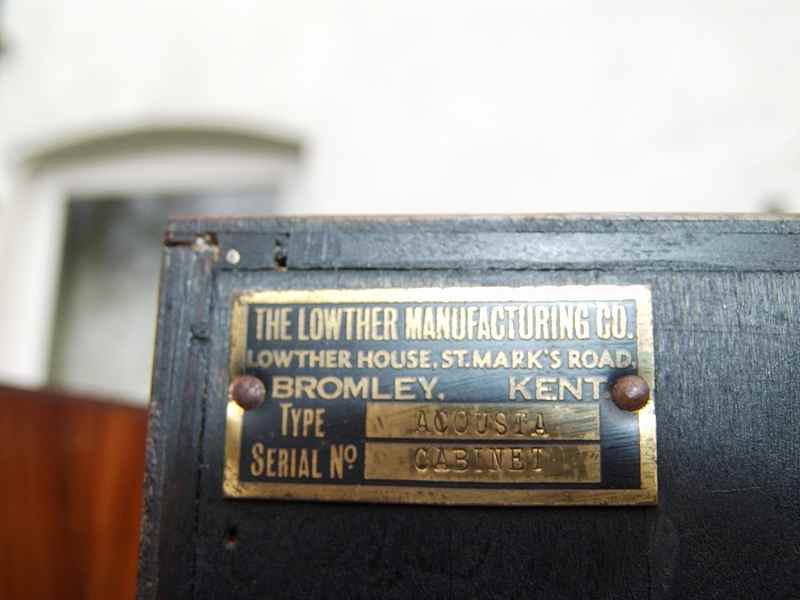 THE LOWTHER MANUFACTURING CO.
LOWTHER HOUSE, ST. MARK'S ROAD,
BROMLEY, KENT.
TYPE ACOUSTA
SERIAL Nº CABINET